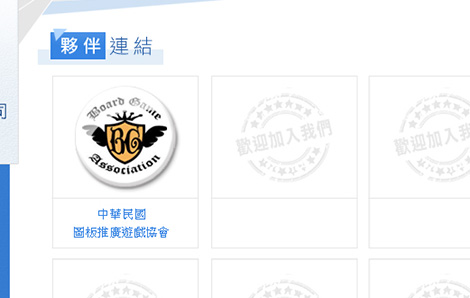 夥伴連結
司
Board Game
BG
Association
歡迎加入我們
歡迎加入我
中華民國
圖板推廣遊戲協會